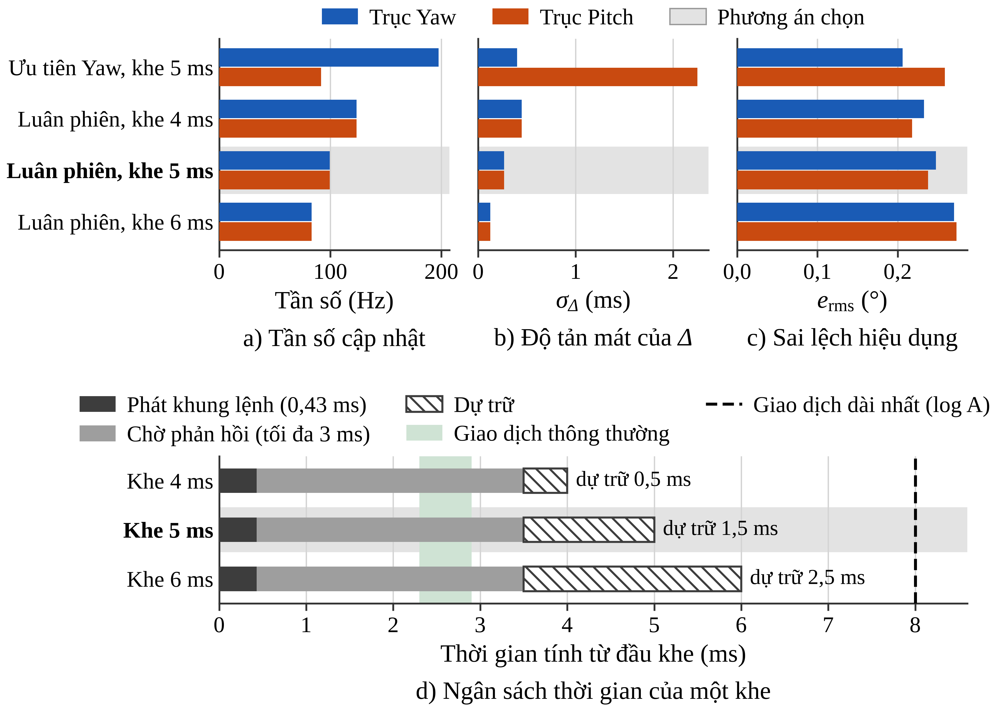 Trục Yaw Trục Pitch Phương án chọn
Ưu tiên Yaw, khe 5 ms
Luân phiên, khe 4 ms
Luân phiên, khe 5 ms
Luân phiên, khe 6 ms
0 100 200 0 1 2 0,0 0,1 0,2
Tần số (Hz) σΔ (ms) erms (°)
a) Tần số cập nhật b) Độ tản mát của Δ c) Sai lệch hiệu dụng
Phát khung lệnh (0,43 ms) Dự trữ Giao dịch dài nhất (log A)
Chờ phản hồi (tối đa 3 ms) Giao dịch thông thường
Khe 4 ms dự trữ 0,5 ms
Khe 5 ms dự trữ 1,5 ms
Khe 6 ms dự trữ 2,5 ms
0 1 2 3 4 5 6 7 8
Thời gian tính từ đầu khe (ms)
d) Ngân sách thời gian của một khe